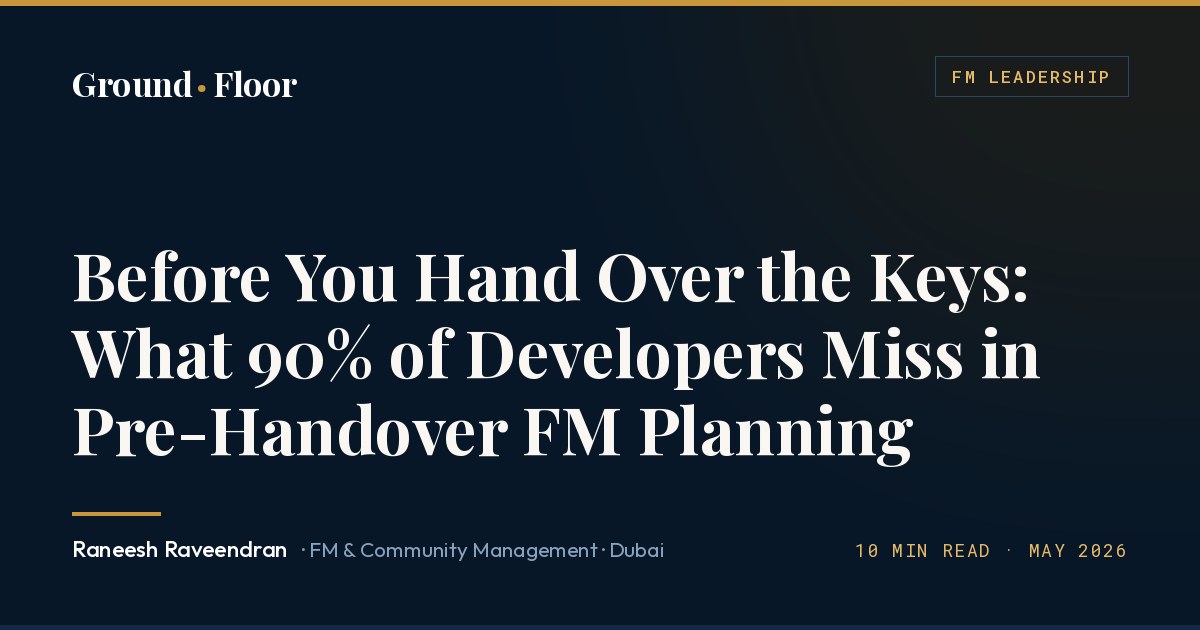 Ground · Floor
FM LEADERSHIP
Before You Hand Over the Keys:
What 90% of Developers Miss in
Pre-Handover FM Planning
Raneesh Raveendran · FM & Community Management · Dubai
10 MIN READ · MAY 2026